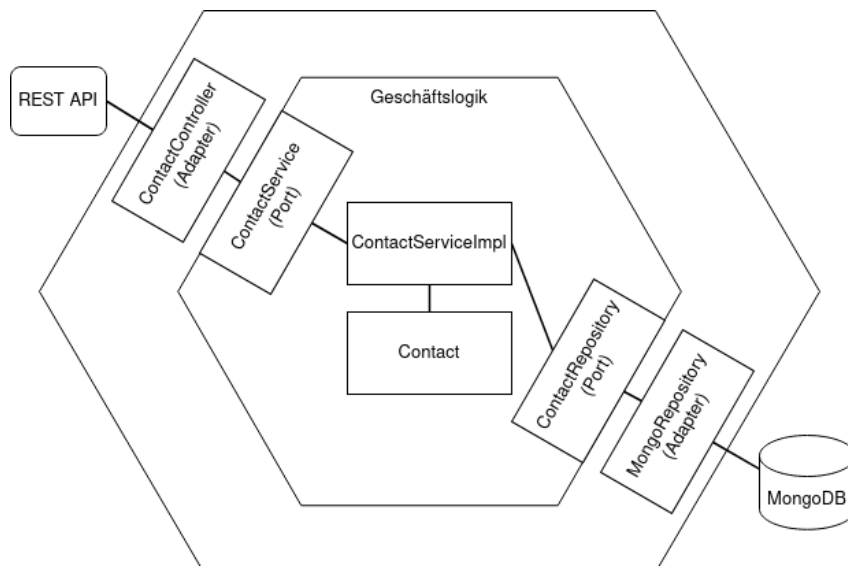 Geschäftslogik
REST API
ContactController
(Adapter)
ContactService
(Port)
ContactServiceImpl
Contact
ContactRepository
(Port)
MongoRepository
(Adapter)
MongoDB